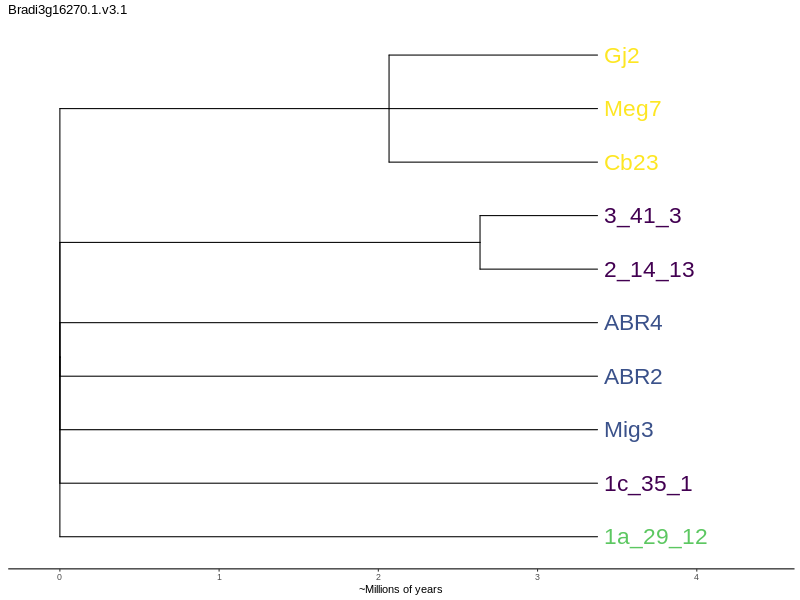 Bradi3g16270.1.v3.1
Gj2
Meg7
Cb23
3_41_3
2_14_13
ABR4
ABR2
Mig3
1c_35_1
1a_29_12
0 1 2 3 4
~Millions of years